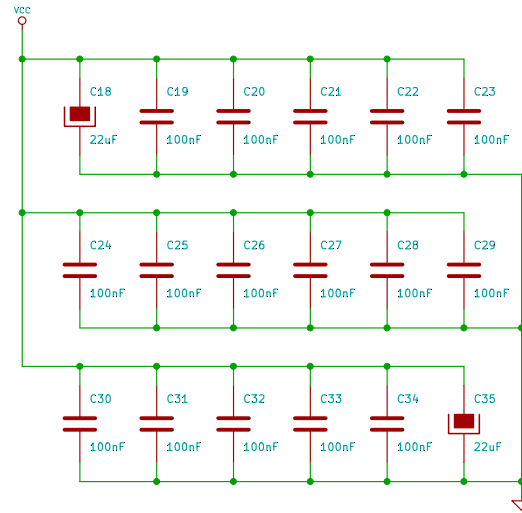 VCC
C18 C19 C20 C21 C22 C23
22uF 100nF 100nF 100nF 100nF 100nF
C24 C25 C26 C27 C28 C29
100nF 100nF 100nF 100nF 100nF 100nF
C30 C31 C32 C33 C34 C35
100nF 100nF 100nF 100nF 100nF 22uF